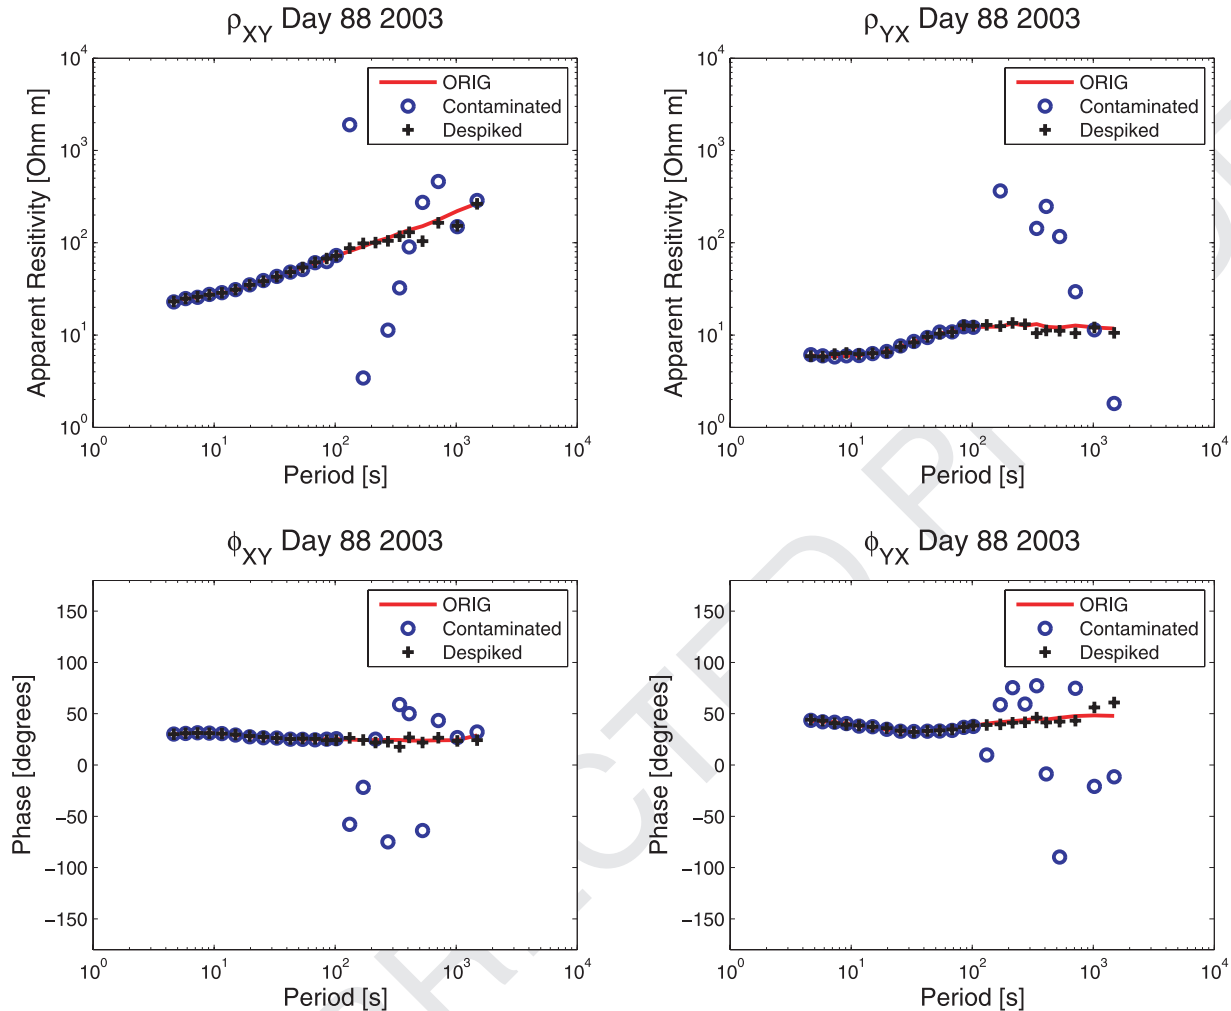 ρXY Day 88 2003
10^4
10^3
10^2
10^1
10^0
Apparent Resitivity [Ohm m]
ORIG
Contaminated
Despiked
10^0 10^1 10^2 10^3 10^4
Period [s]
ρYX Day 88 2003
10^4
10^3
10^2
10^1
10^0
Apparent Resitivity [Ohm m]
ORIG
Contaminated
Despiked
10^0 10^1 10^2 10^3 10^4
Period [s]
ϕXY Day 88 2003
150
100
50
0
−50
−100
−150
Phase [degrees]
ORIG
Contaminated
Despiked
10^0 10^1 10^2 10^3 10^4
Period [s]
ϕYX Day 88 2003
150
100
50
0
−50
−100
−150
Phase [degrees]
ORIG
Contaminated
Despiked
10^0 10^1 10^2 10^3 10^4
Period [s]